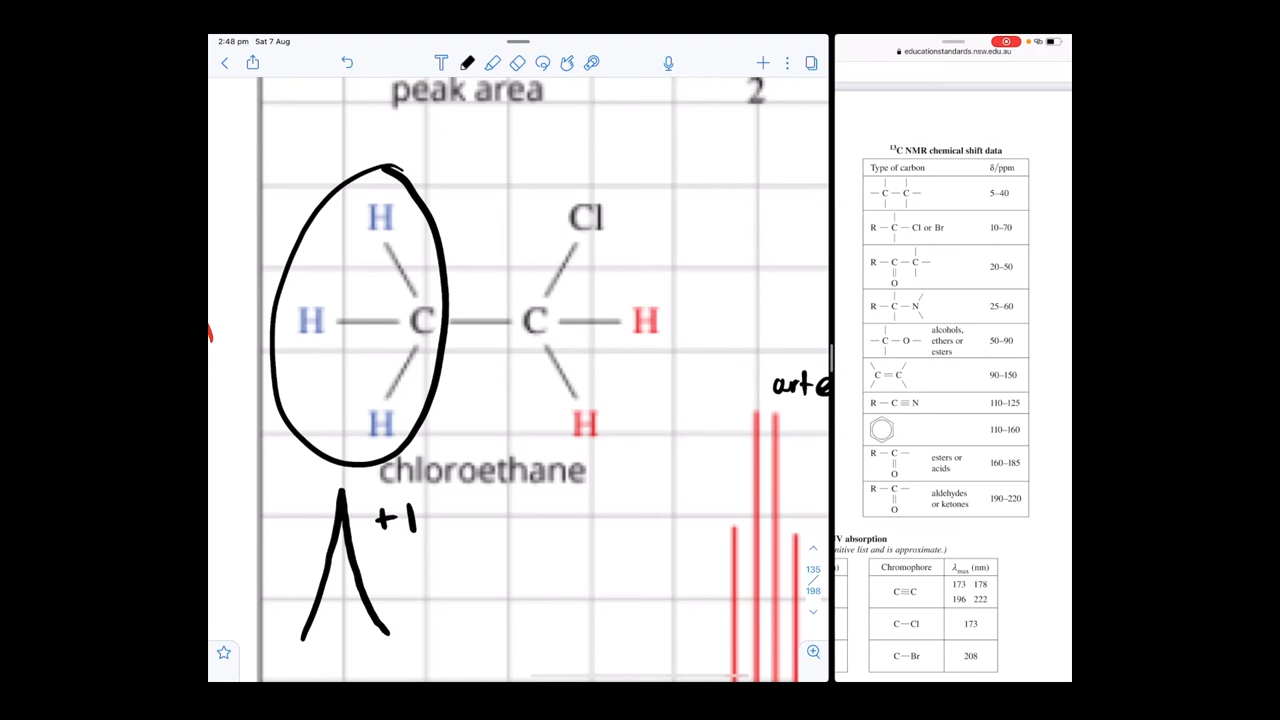 2:48 pm Sat 7 Aug
T
peak area 2
H Cl
H C C H
H H
chloroethane
+1
135
198
educationstandards.nsw.edu.au
¹³C NMR chemical shift data
Type of carbon δ/ppm
C C 5–40
R C Cl or Br 10–70
R C C 20–50
O
R C N 25–60
C O alcohols, ethers or esters 50–90
C C 90–150
R C N 110–125
110–160
R C esters or acids 160–185
O
R C aldehydes or ketones 190–220
O
V absorption
nitive list and is approximate.)
Chromophore λmax (nm)
C≡C 173 178
196 222
C—Cl 173
C—Br 208